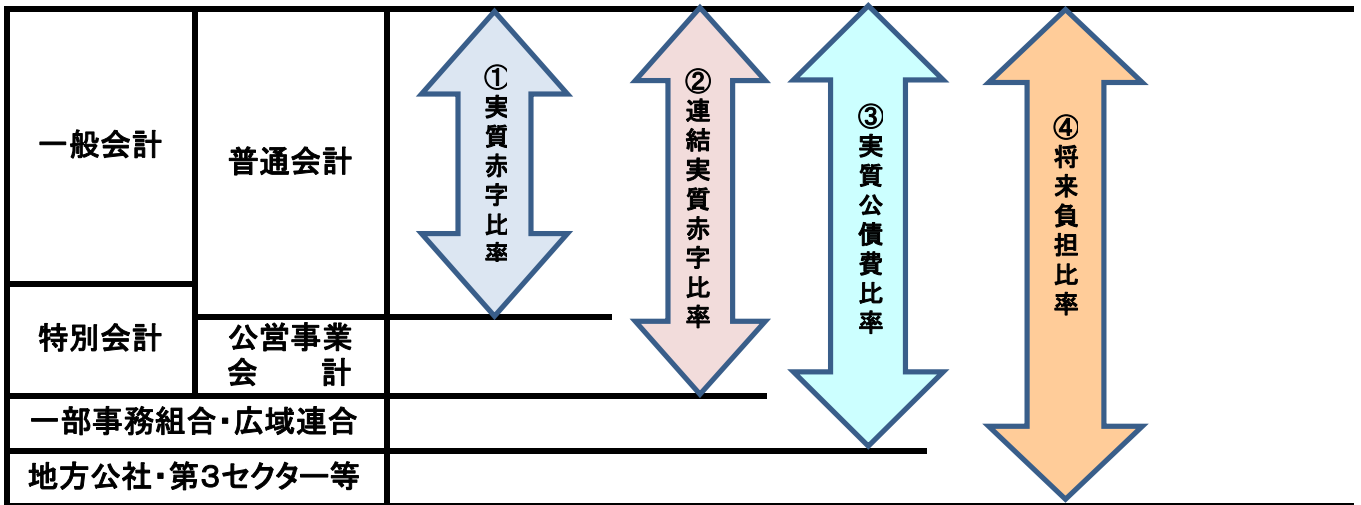 一般会計
普通会計
特別会計
公営事業
会　　計
一部事務組合・広域連合
地方公社・第３セクター等
①実質赤字比率
②連結実質赤字比率
③実質公債費比率
④将来負担比率